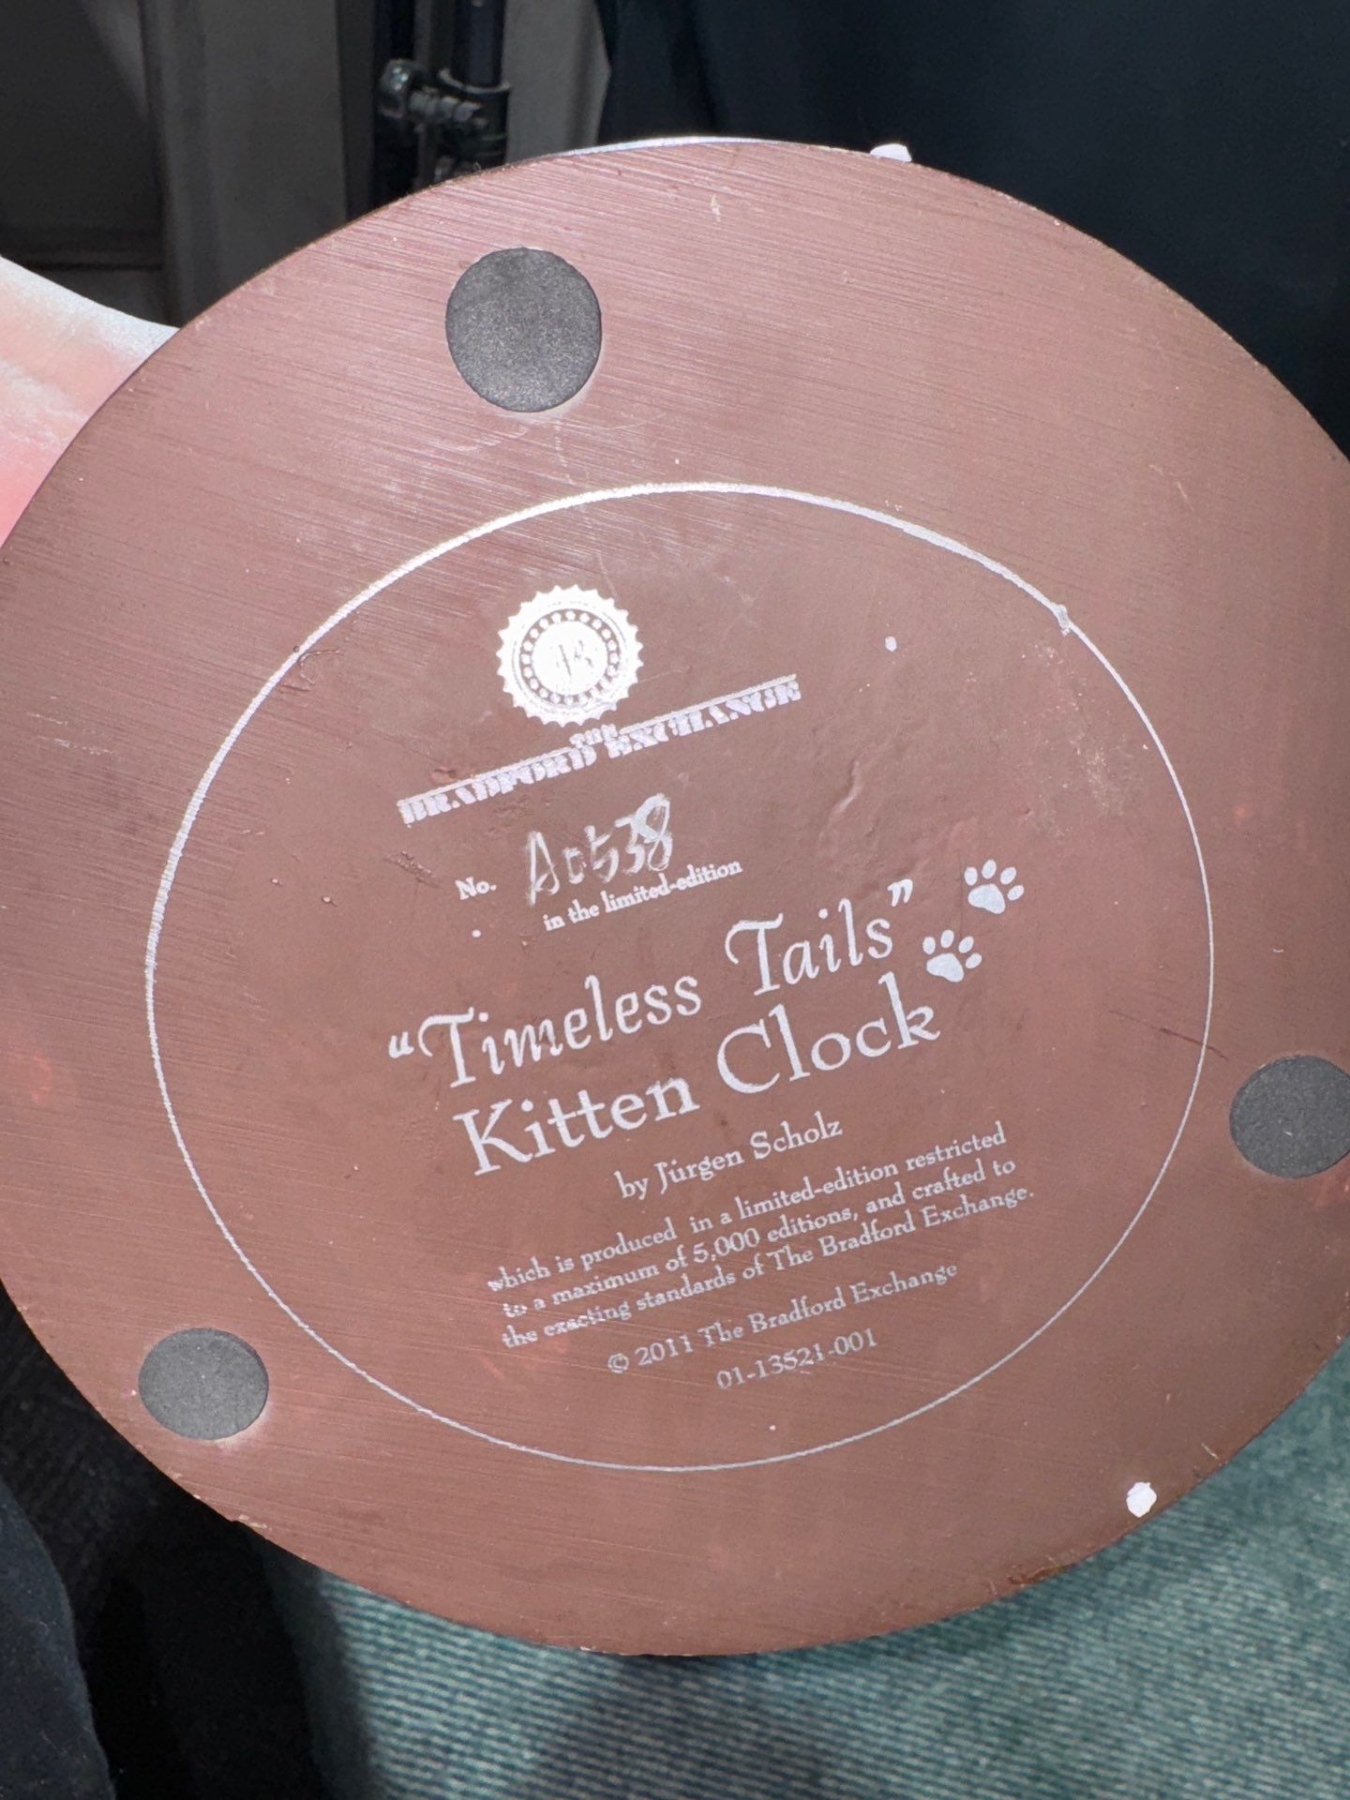 THE
BRADFORD EXCHANGE
No. A0538
in the limited-edition
“Timeless Tails”
Kitten Clock
by Jürgen Scholz
which is produced in a limited-edition restricted
to a maximum of 5,000 editions, and crafted to
the exacting standards of The Bradford Exchange.
© 2011 The Bradford Exchange
01-13521-001